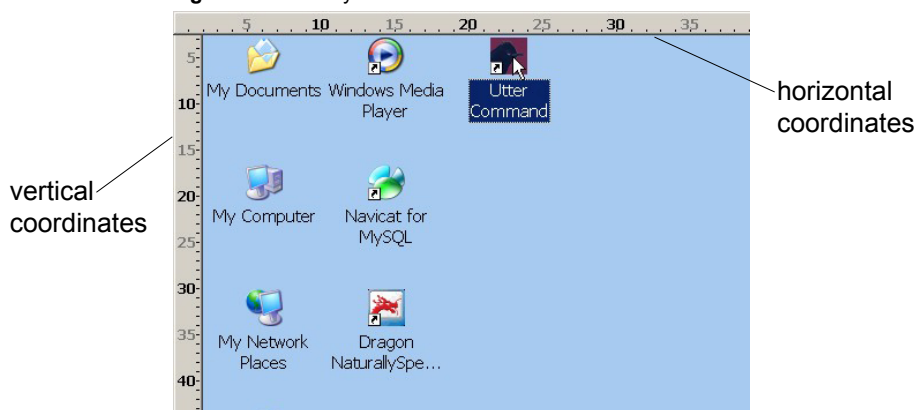 5 10 15 20 25 30 35
5
My Documents Windows Media Player Utter Command
10
horizontal coordinates
15
20
vertical coordinates
My Computer Navicat for MySQL
25
30
35
My Network Places Dragon NaturallySpe...
40